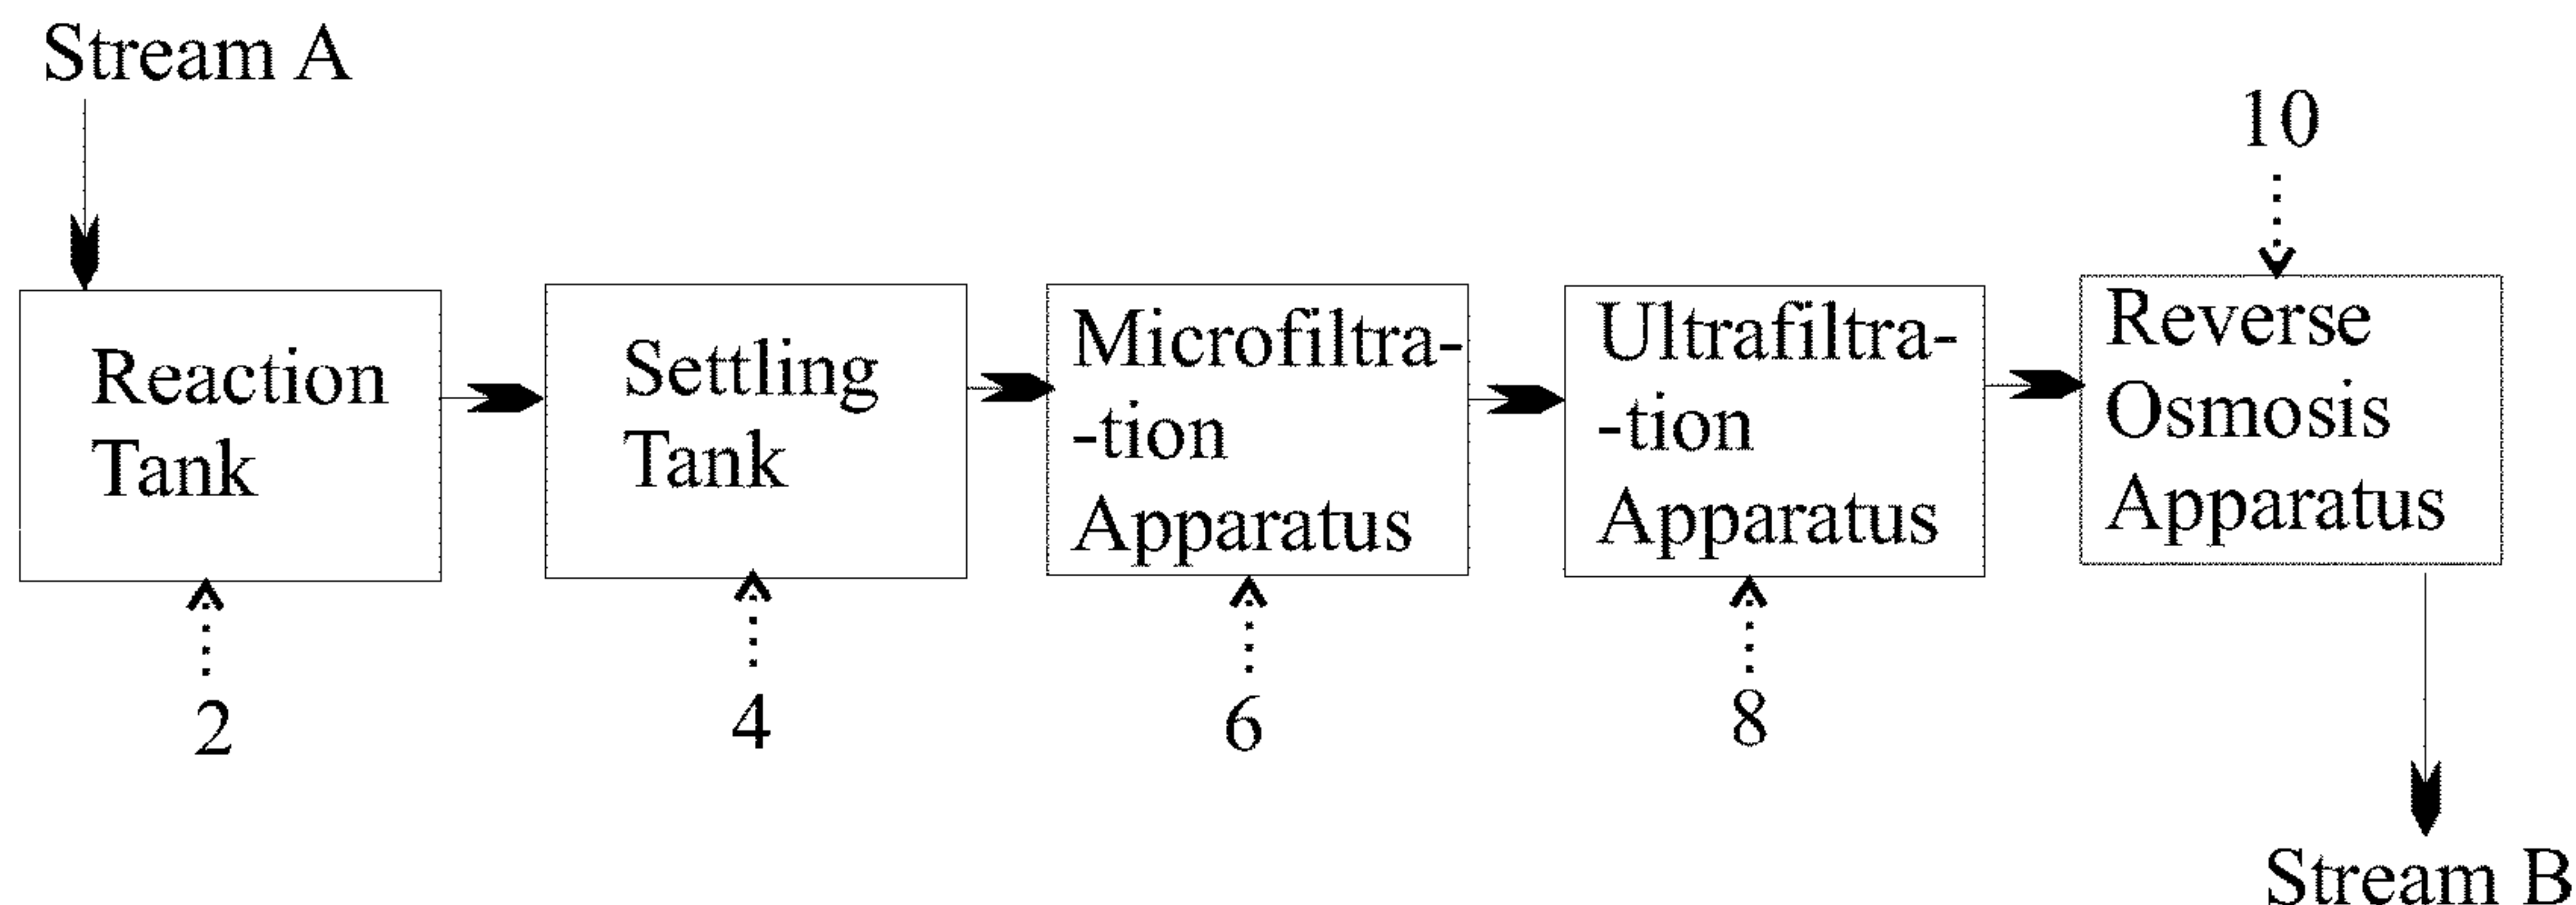 Stream A
10
Reaction
Tank
Settling
Tank
Microfiltra-
-tion
Apparatus
Ultrafiltra-
-tion
Apparatus
Reverse
Osmosis
Apparatus
2
4
6
8
Stream B